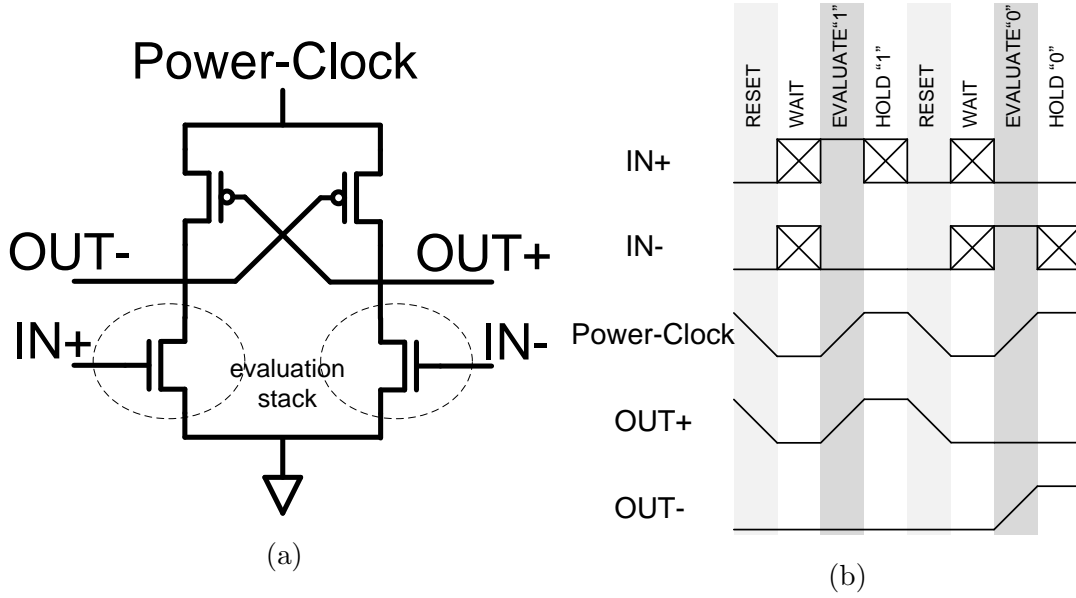 Power-Clock
OUT-
OUT+
IN+
IN-
evaluation
stack
(a)
RESET
WAIT
EVALUATE“1”
HOLD “1”
RESET
WAIT
EVALUATE“0”
HOLD “0”
IN+
IN-
Power-Clock
OUT+
OUT-
(b)